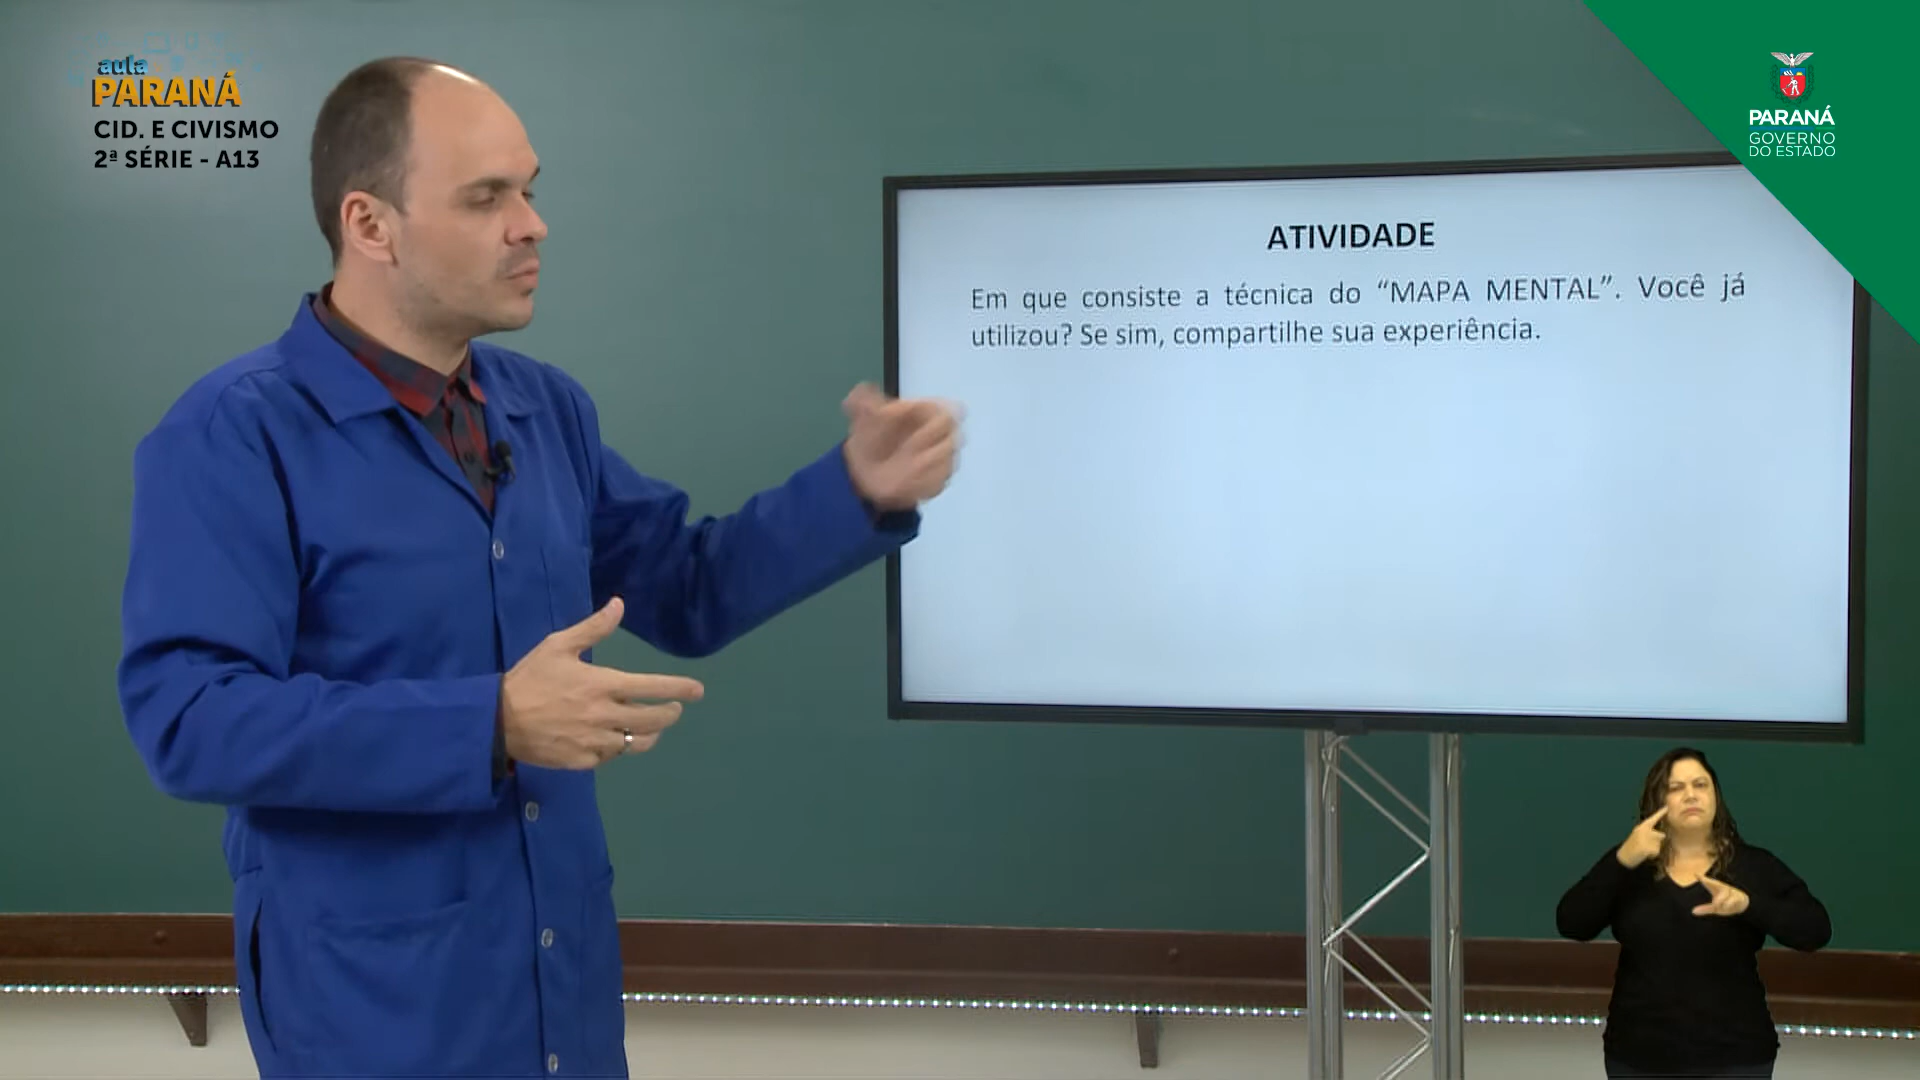 aula
PARANÁ
CID. E CIVISMO
2ª SÉRIE - A13
PARANÁ
GOVERNO
DO ESTADO
ATIVIDADE
Em que consiste a técnica do “MAPA MENTAL”. Você já
utilizou? Se sim, compartilhe sua experiência.